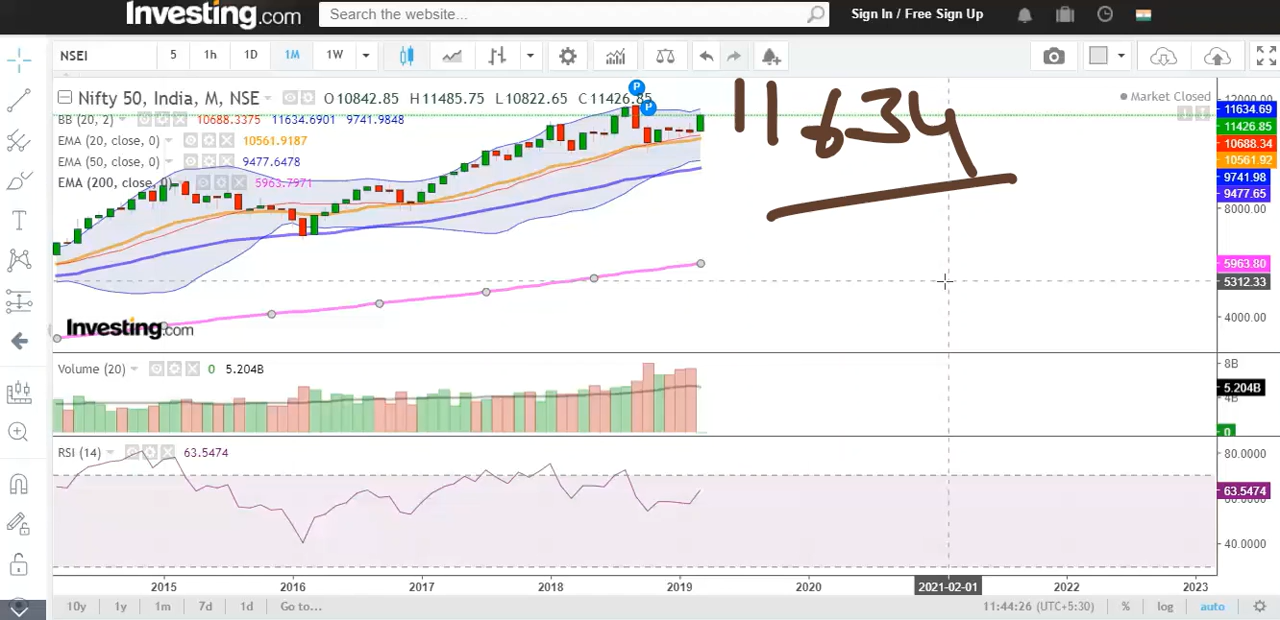 Investing.com
Search the website...
Sign In / Free Sign Up
NSEI 5 1h 1D 1M 1W
Nifty 50, India, M, NSE O10842.85 H11485.75 L10822.65 C11426.85
BB (20, 2) 10688.3375 11634.6901 9741.9848
EMA (20, close, 0) 10561.9187
EMA (50, close, 0) 9477.6478
EMA (200, close, 0) 5963.7971
P
P
11634
Market Closed
11634.69
11426.85
10688.34
10561.92
9741.98
9477.65
8000.00
5963.80
5312.33
4000.00
Investing.com
Volume (20) 0 5.204B
8B
5.204B
0
RSI (14) 63.5474
80.0000
63.5474
40.0000
2015 2016 2017 2018 2019 2020 2021-02-01 2022 2023
10y 1y 1m 7d 1d Go to... 11:44:26 (UTC+5:30) % log auto